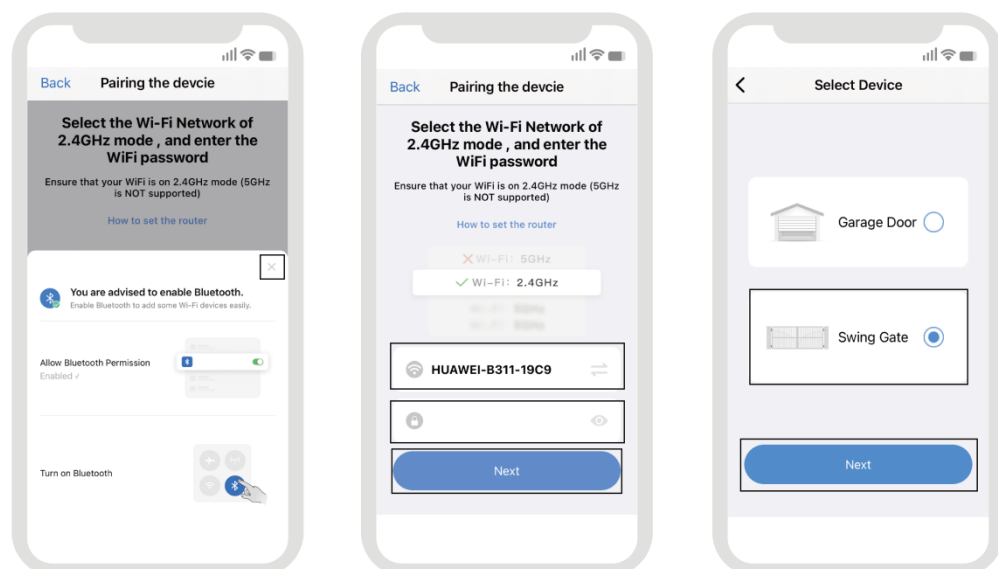 Back
Pairing the devcie
Select the Wi-Fi Network of
2.4GHz mode , and enter the
WiFi password
Ensure that your WiFi is on 2.4GHz mode (5GHz
is NOT supported)
How to set the router
You are advised to enable Bluetooth.
Enable Bluetooth to add some Wi-Fi devices easily.
Allow Bluetooth Permission
Enabled ✓
Turn on Bluetooth
Back
Pairing the devcie
Select the Wi-Fi Network of
2.4GHz mode , and enter the
WiFi password
Ensure that your WiFi is on 2.4GHz mode (5GHz
is NOT supported)
How to set the router
Wi-Fi: 5GHz
Wi-Fi: 2.4GHz
HUAWEI-B311-19C9
Next
Select Device
Garage Door
Swing Gate
Next